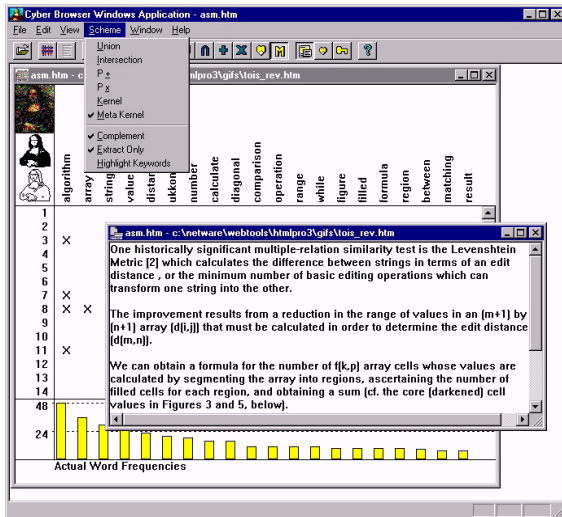 Cyber Browser Windows Application - asm.htm
File Edit View Scheme Window Help
Union
Intersection
P +
P x
Kernel
Meta Kernel
Complement
Extract Only
Highlight Keywords
asm.htm - c
mlpro3\gifs\tois_rev.htm
algorithm
array
string
value
distan
ukkon
number
calculate
diagonal
comparison
operation
range
while
figure
filled
formula
region
between
matching
result
1
2
3 X
4
5
6
7 X
8 X X
9
10
11 X
12
13
14
48
24
Actual Word Frequencies
asm.htm - c:\netware\webtools\htmlpro3\gifs\tois_rev.htm
One historically significant multiple-relation similarity test is the Levenshtein
Metric [2] which calculates the difference between strings in terms of an edit
distance , or the minimum number of basic editing operations which can
transform one string into the other.
The improvement results from a reduction in the range of values in an (m+1) by
(n+1) array (d(i,j)) that must be calculated in order to determine the edit distance
(d(m,n)).
We can obtain a formula for the number of f(k,p) array cells whose values are
calculated by segmenting the array into regions, ascertaining the number of
filled cells for each region, and obtaining a sum (cf. the core (darkened) cell
values in Figures 3 and 5, below).